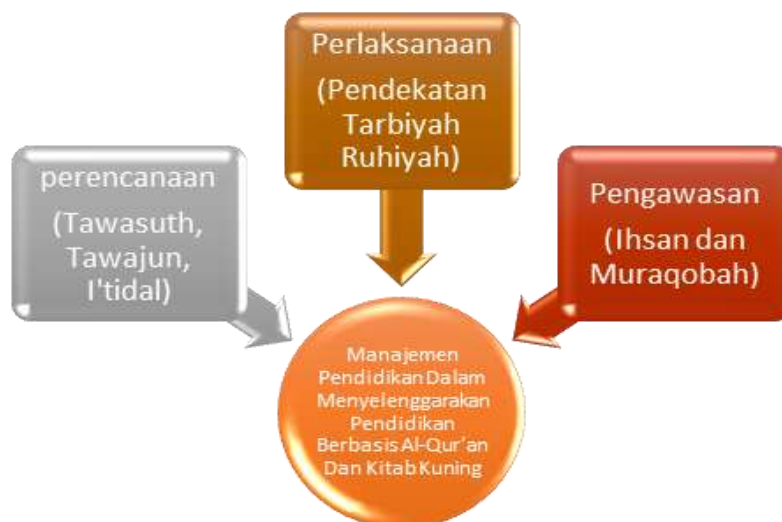 perencanaan
(Tawasuth,
Tawajun,
I'tidal)
Perlaksanaan
(Pendekatan
Tarbiyah
Ruhiyah)
Pengawasan
(Ihsan dan
Muraqobah)
Manajemen
Pendidikan Dalam
Menyelenggarakan
Pendidikan
Berbasis Al-Qur'an
Dan Kitab Kuning